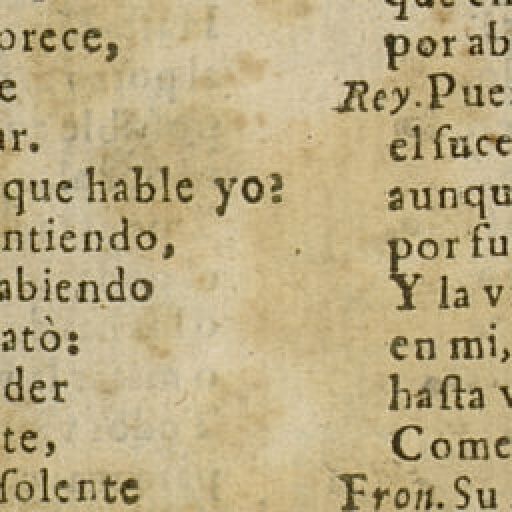 orece,
e
ar.
que hable yo?
ntiendo,
abiendo
atò:
der
te,
ſolente
que en
por ab
Rey. Pue
el ſuce
aunqu
por fu
Y la v
en mi,
haſta v
Come
Fron. Su